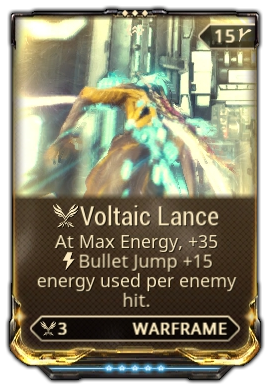 15
Voltaic Lance
At Max Energy, +35
Bullet Jump +15
energy used per enemy
hit.
3 WARFRAME